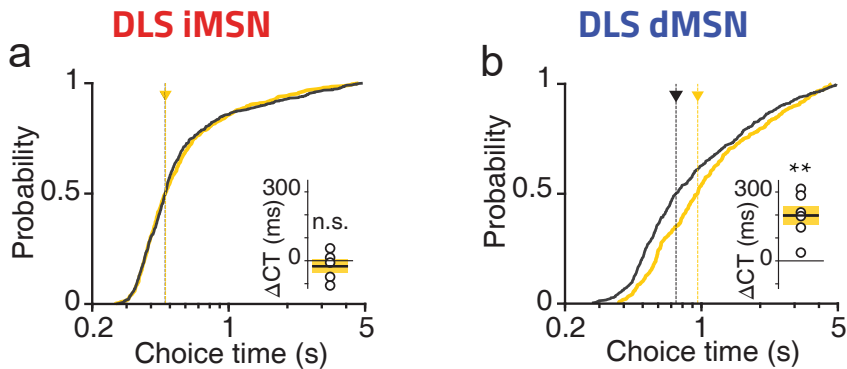 DLS iMSN
DLS dMSN
a
1
Probability
0.5
0
0.2
1
5
Choice time (s)
300
0
ΔCT (ms)
n.s.
b
1
Probability
0.5
0
0.2
1
5
Choice time (s)
300
0
ΔCT (ms)
**